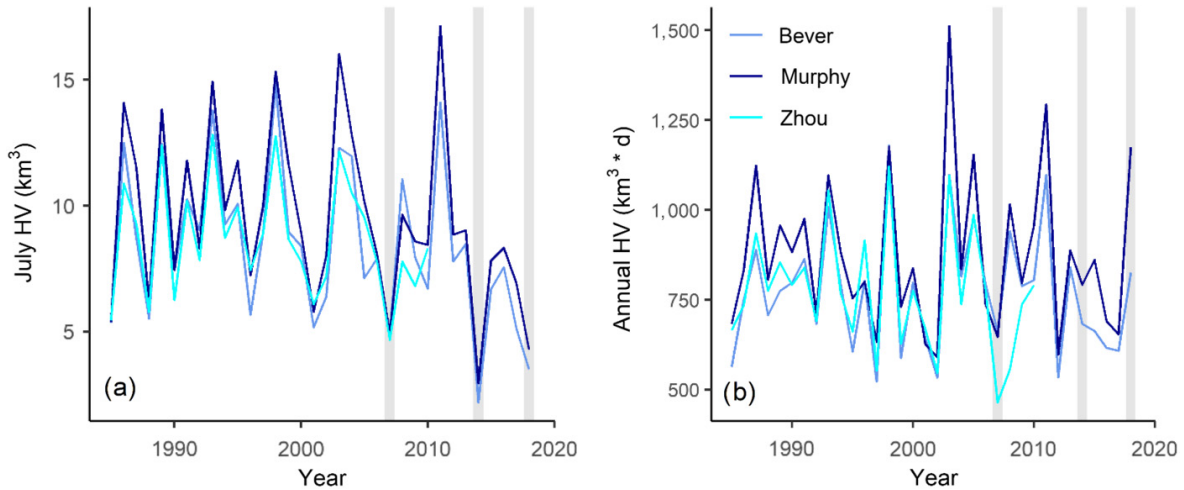 July HV (km³)
15
10
5
(a)
1990
2000
2010
2020
Year
Annual HV (km³ * d)
1,500
1,250
1,000
750
500
Bever
Murphy
Zhou
(b)
1990
2000
2010
2020
Year